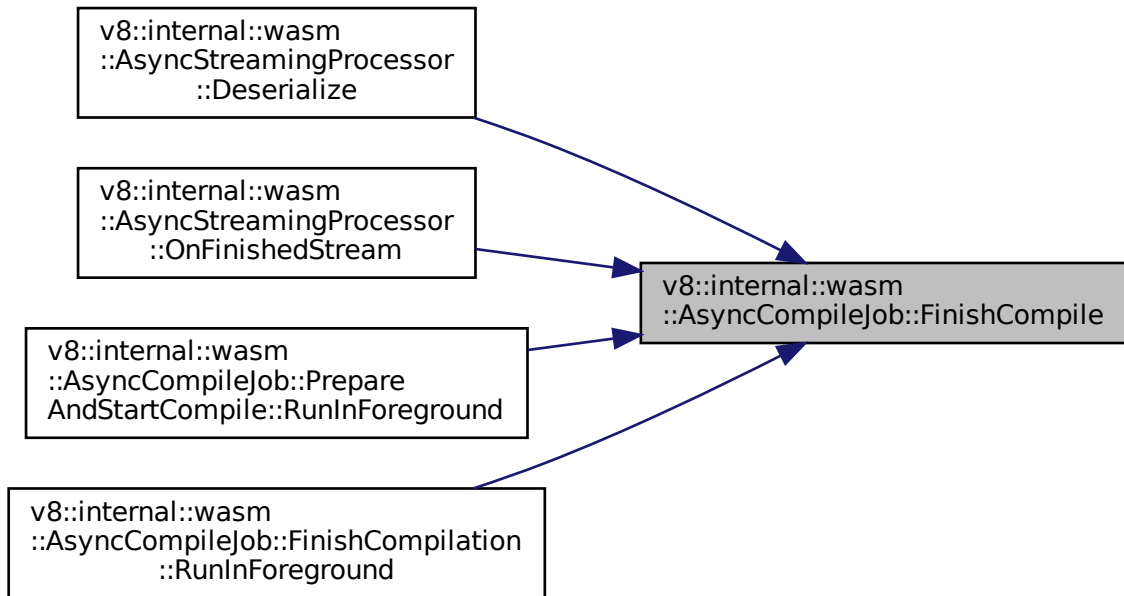 v8::internal::wasm
::AsyncStreamingProcessor
::Deserialize
v8::internal::wasm
::AsyncStreamingProcessor
::OnFinishedStream
v8::internal::wasm
::AsyncCompileJob::FinishCompile
v8::internal::wasm
::AsyncCompileJob::Prepare
AndStartCompile::RunInForeground
v8::internal::wasm
::AsyncCompileJob::FinishCompilation
::RunInForeground